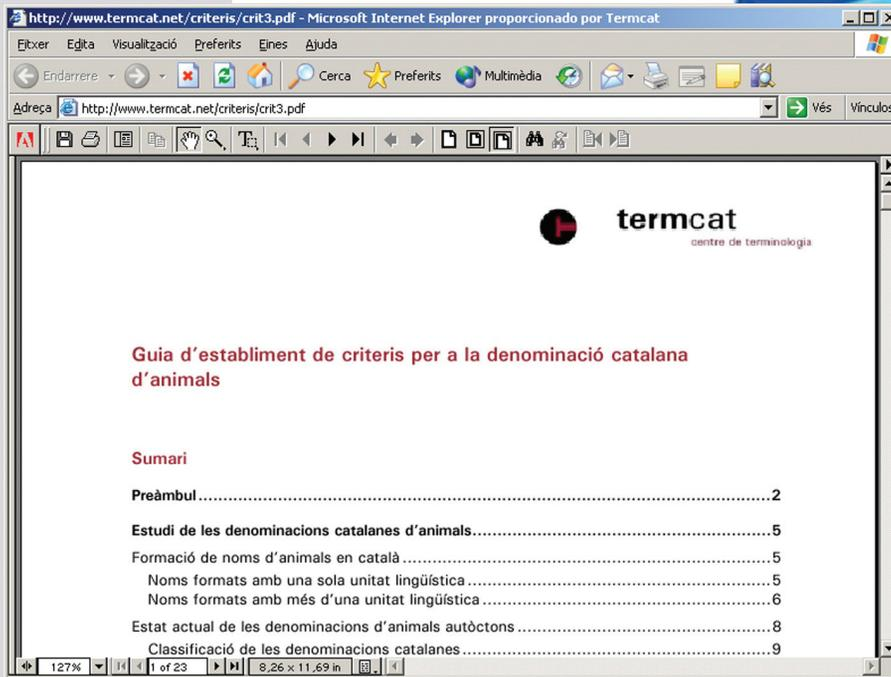 http://www.termcat.net/criteris/crit3.pdf - Microsoft Internet Explorer proporcionado por Termcat
Fitxer Edita Visualització Preferits Eines Ajuda
Endarrere Cerca Preferits Multimèdia
Adreça http://www.termcat.net/criteris/crit3.pdf Vés Vínculos
termcat
centre de terminologia
Guia d'establiment de criteris per a la denominació catalana
d'animals
Sumari
Preàmbul....................2
Estudi de les denominacions catalanes d'animals....................5
Formació de noms d'animals en català....................5
Noms formats amb una sola unitat lingüística....................5
Noms formats amb més d'una unitat lingüística....................6
Estat actual de les denominacions d'animals autòctons....................8
Classificació de les denominacions catalanes....................9
127% 1 of 23 8,26 x 11,69 in